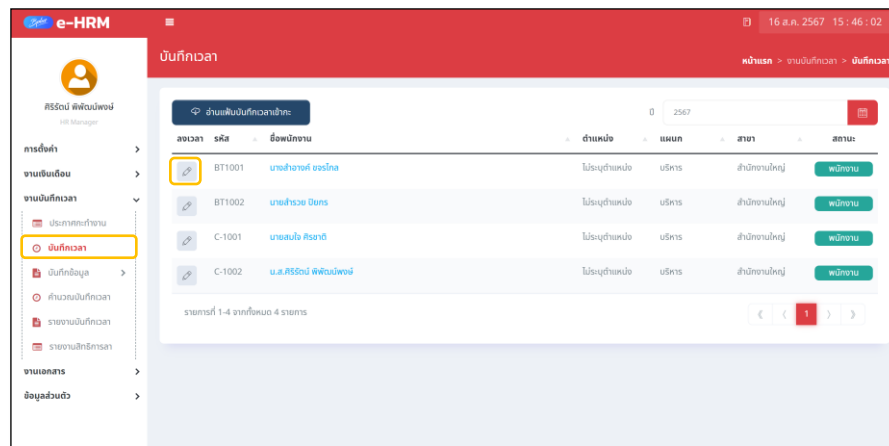 e-HRM
16 ส.ค. 2567 15 : 46 : 02
บันทึกเวลา
หน้าแรก > งานบันทึกเวลา > บันทึกเวลา
ศิริรัตน์ พิพัฒน์พงษ์
HR Manager
การตั้งค่า
งานเงินเดือน
งานบันทึกเวลา
ประกาศกะทำงาน
บันทึกเวลา
บันทึกข้อมูล
คำนวณบันทึกเวลา
รายงานบันทึกเวลา
รายงานสิทธิการลา
งานเอกสาร
ข้อมูลส่วนตัว
อ่านแฟ้มบันทึกเวลาเข้ากะ
ปี 2567
ลงเวลา รหัส ชื่อพนักงาน ตำแหน่ง แผนก สาขา สถานะ
BT1001 นางสำอางค์ ขจรไกล ไม่ระบุตำแหน่ง บริหาร สำนักงานใหญ่ พนักงาน
BT1002 นายสำรวย ปิยกร ไม่ระบุตำแหน่ง บริหาร สำนักงานใหญ่ พนักงาน
C-1001 นายสมใจ ศิรชาติ ไม่ระบุตำแหน่ง บริหาร สำนักงานใหญ่ พนักงาน
C-1002 น.ส.ศิริรัตน์ พิพัฒน์พงษ์ ไม่ระบุตำแหน่ง บริหาร สำนักงานใหญ่ พนักงาน
รายการที่ 1-4 จากทั้งหมด 4 รายการ
1